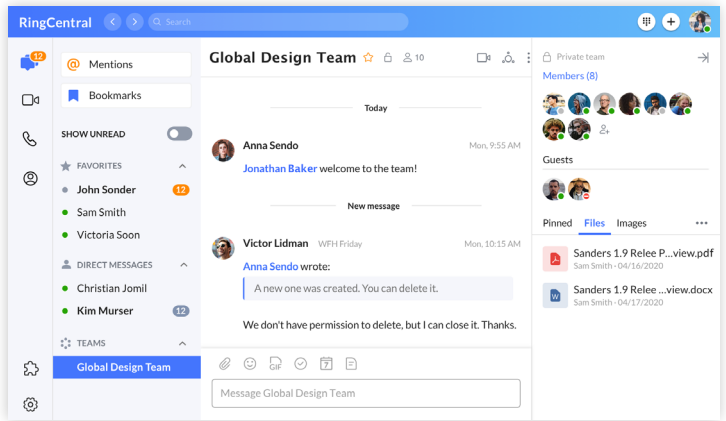 RingCentral
Search
12
Mentions
Bookmarks
SHOW UNREAD
FAVORITES
John Sonder 12
Sam Smith
Victoria Soon
DIRECT MESSAGES
Christian Jomil
Kim Murser 12
TEAMS
Global Design Team
Global Design Team 10
Today
Anna Sendo Mon, 9:55 AM
Jonathan Baker welcome to the team!
New message
Victor Lidman WFH Friday Mon, 10:15 AM
Anna Sendo wrote:
A new one was created. You can delete it.
We don't have permission to delete, but I can close it. Thanks.
GIF 7
Message Global Design Team
Private team
Members (8)
Guests
Pinned Files Images
Sanders 1.9 Relee P...view.pdf
Sam Smith - 04/16/2020
W
Sanders 1.9 Relee ...view.docx
Sam Smith - 04/17/2020